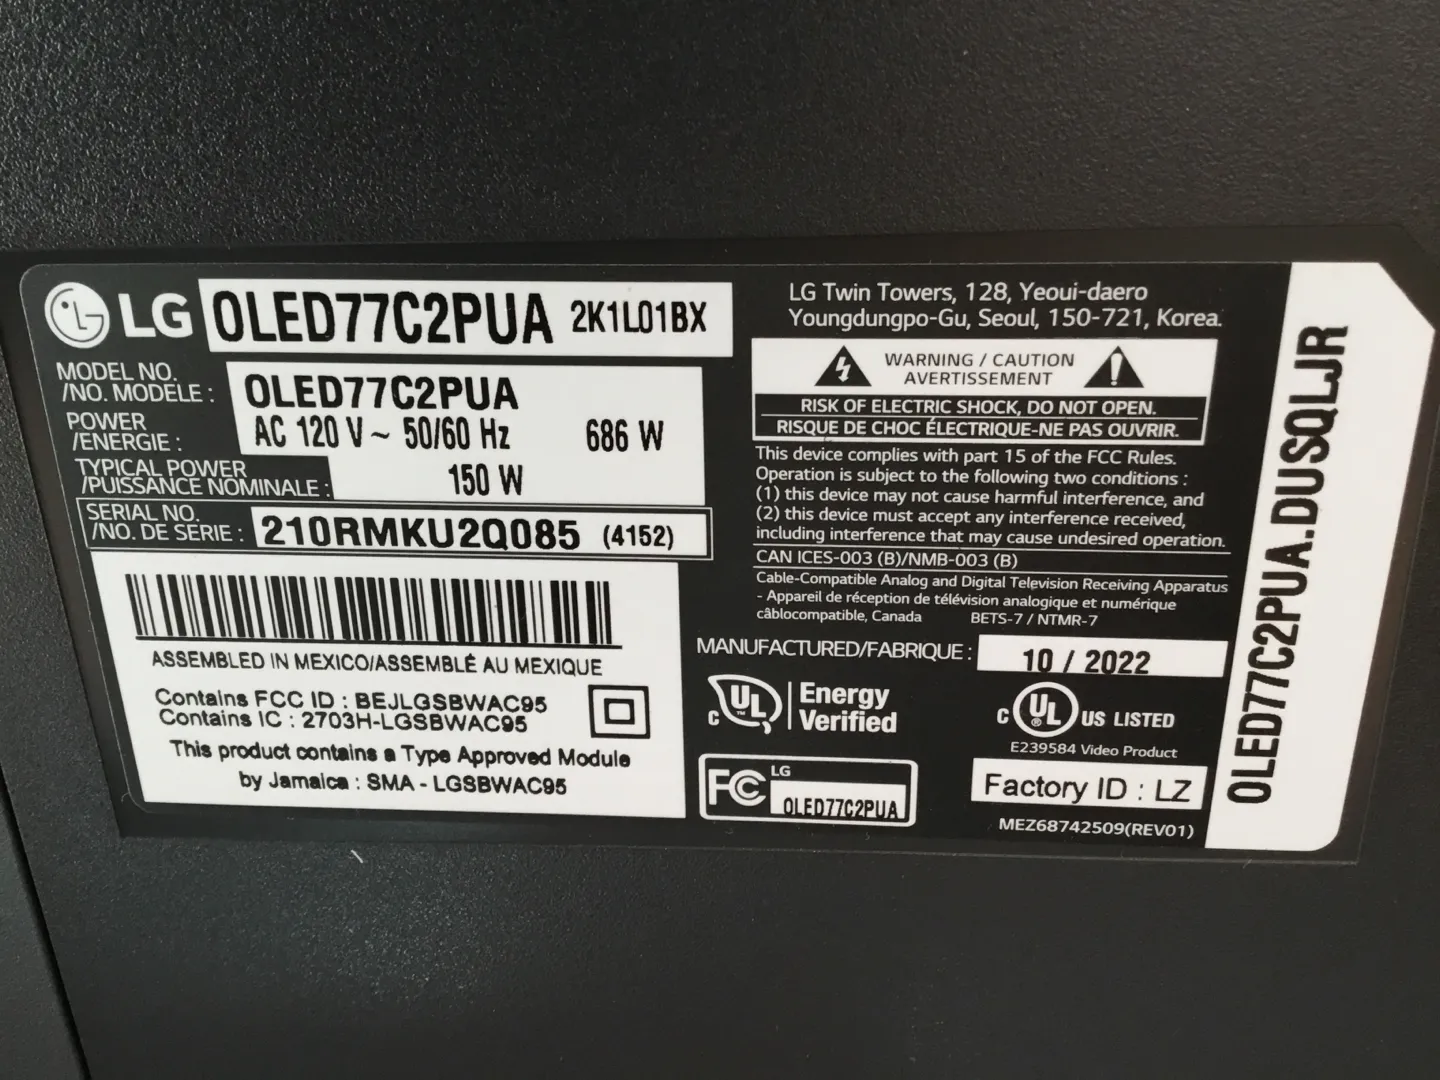 LG OLED77C2PUA 2K1L01BX
MODEL NO.
/NO. MODÈLE : OLED77C2PUA
POWER
/ÉNERGIE : AC 120 V ~ 50/60 Hz 686 W
TYPICAL POWER
/PUISSANCE NOMINALE : 150 W
SERIAL NO.
/NO. DE SÉRIE : 210RMKU2Q085 (4152)
ASSEMBLED IN MEXICO/ASSEMBLÉ AU MEXIQUE
Contains FCC ID : BEJLGSBWAC95
Contains IC : 2703H-LGSBWAC95
This product contains a Type Approved Module
by Jamaica : SMA - LGSBWAC95
LG Twin Towers, 128, Yeoui-daero
Youngdungpo-Gu, Seoul, 150-721, Korea.
WARNING / CAUTION
AVERTISSEMENT
RISK OF ELECTRIC SHOCK, DO NOT OPEN.
RISQUE DE CHOC ÉLECTRIQUE-NE PAS OUVRIR.
This device complies with part 15 of the FCC Rules.
Operation is subject to the following two conditions :
(1) this device may not cause harmful interference, and
(2) this device must accept any interference received,
including interference that may cause undesired operation.
CAN ICES-003 (B)/NMB-003 (B)
Cable-Compatible Analog and Digital Television Receiving Apparatus
- Appareil de réception de télévision analogique et numérique
câblocompatible, Canada BETS-7 / NTMR-7
MANUFACTURED/FABRIQUE : 10 / 2022
c UL ™ Energy
Verified
c UL ® US LISTED
E239584 Video Product
FC LG
OLED77C2PUA
Factory ID : LZ
MEZ68742509(REV01)
OLED77C2PUA.DUSQLJR